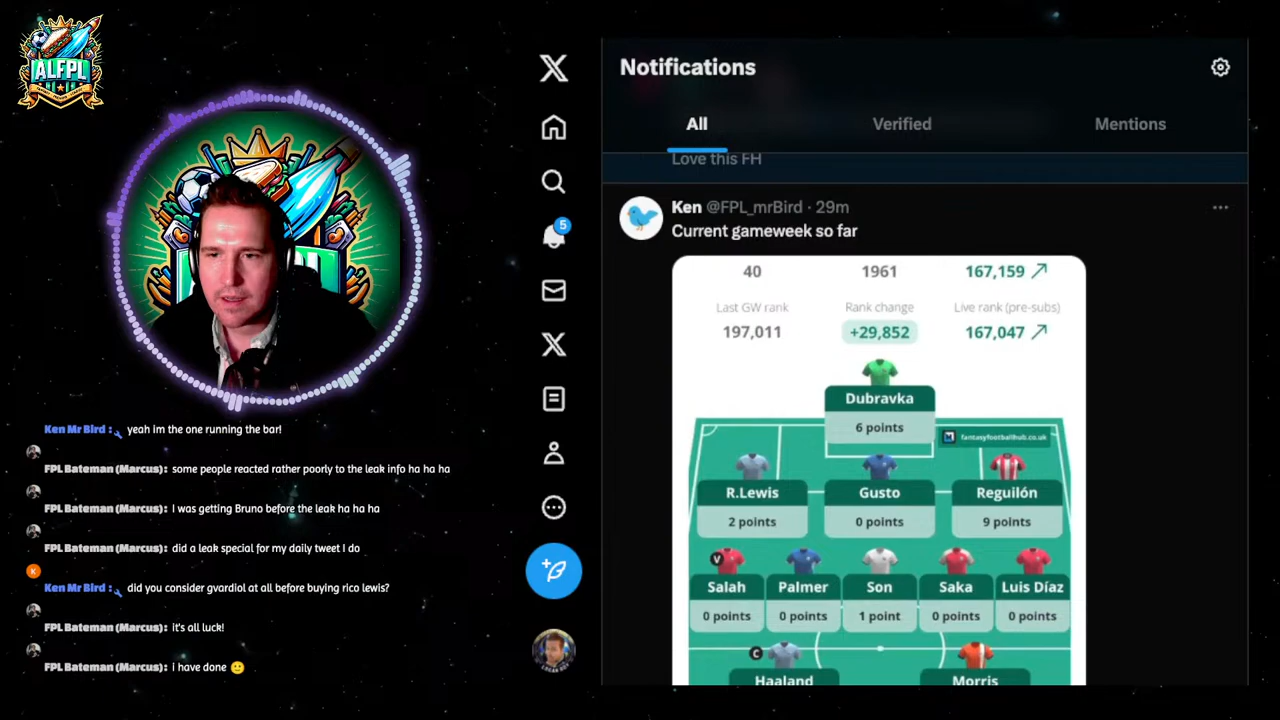 ALFPL
Ken Mr Bird : yeah im the one running the bar!
FPL Bateman (Marcus): some people reacted rather poorly to the leak info ha ha ha
FPL Bateman (Marcus): I was getting Bruno before the leak ha ha ha
FPL Bateman (Marcus): did a leak special for my daily tweet I do
K
Ken Mr Bird : did you consider gvardiol at all before buying rico lewis?
FPL Bateman (Marcus): it's all luck!
FPL Bateman (Marcus): i have done 🙂
5
Notifications
All Verified Mentions
Love this FH
Ken @FPL_mrBird · 29m
Current gameweek so far
40 1961 167,159
Last GW rank Rank change Live rank (pre-subs)
197,011 +29,852 167,047
Dubravka
6 points
fantasyfootballhub.co.uk
R.Lewis Gusto Reguilón
2 points 0 points 9 points
V
Salah Palmer Son Saka Luis Díaz
0 points 0 points 1 point 0 points 0 points
C
Haaland Morris